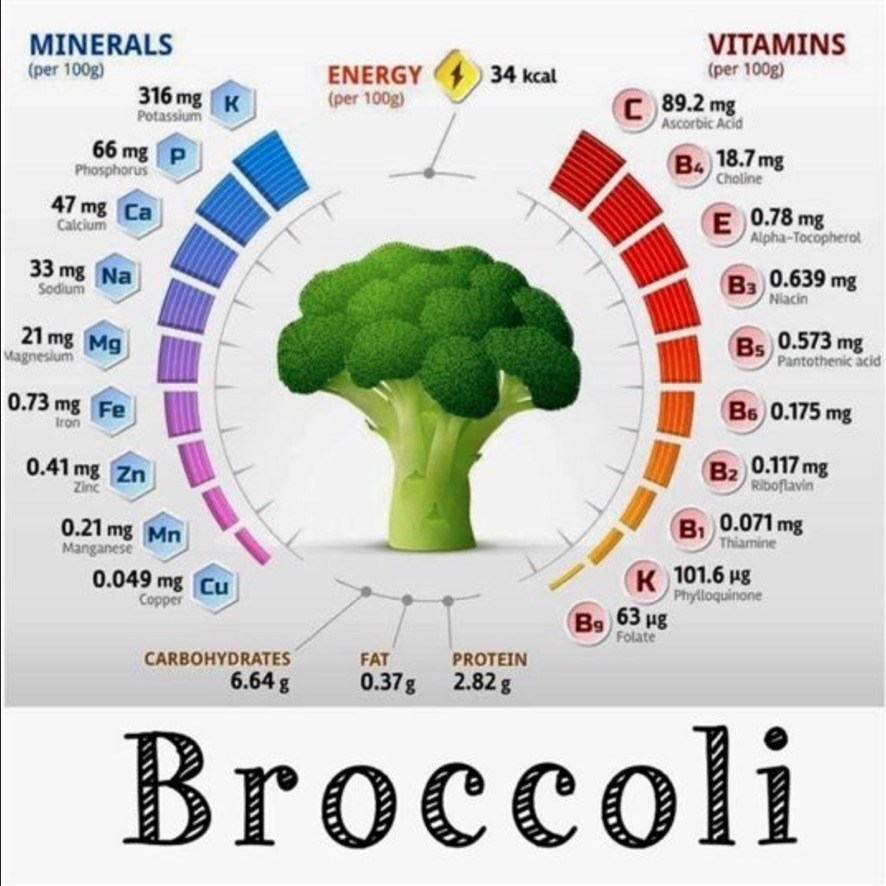 MINERALS
(per 100g)
316 mg
Potassium
K
66 mg
Phosphorus
P
47 mg
Calcium
Ca
33 mg
Sodium
Na
21 mg
Magnesium
Mg
0.73 mg
Iron
Fe
0.41 mg
Zinc
Zn
0.21 mg
Manganese
Mn
0.049 mg
Copper
Cu
ENERGY
(per 100g)
34 kcal
VITAMINS
(per 100g)
C
89.2 mg
Ascorbic Acid
B4
18.7 mg
Choline
E
0.78 mg
Alpha-Tocopherol
B3
0.639 mg
Niacin
B5
0.573 mg
Pantothenic acid
B6
0.175 mg
B2
0.117 mg
Riboflavin
B1
0.071 mg
Thiamine
K
101.6 µg
Phylloquinone
B9
63 µg
Folate
CARBOHYDRATES
6.64 g
FAT
0.37 g
PROTEIN
2.82 g
Broccoli